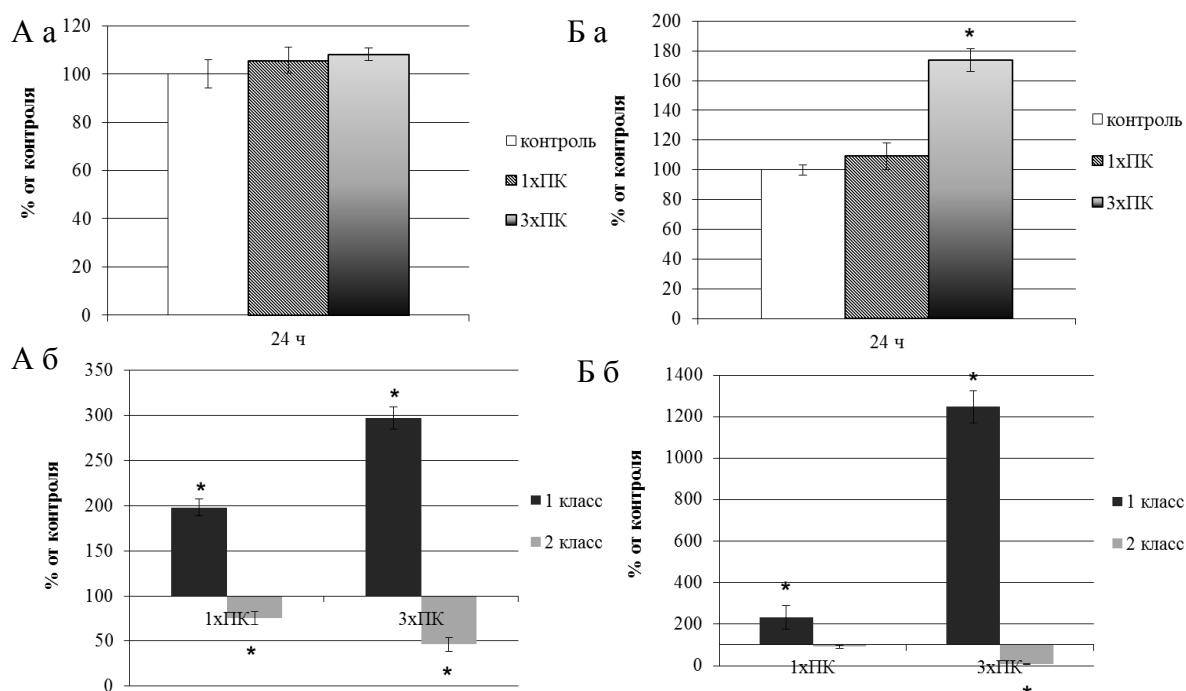 А а
% от контроля
120
100
80
60
40
20
0
24 ч
контроль
1хПК
3хПК
Б а
% от контроля
200
180
160
140
120
100
80
60
40
20
0
*
24 ч
контроль
1хПК
3хПК
А б
% от контроля
350
300
250
200
150
100
50
0
*
*
1хПК
3хПК
*
*
1 класс
2 класс
Б б
% от контроля
1400
1200
1000
800
600
400
200
0
*
*
1хПК
3хПК
*
1 класс
2 класс